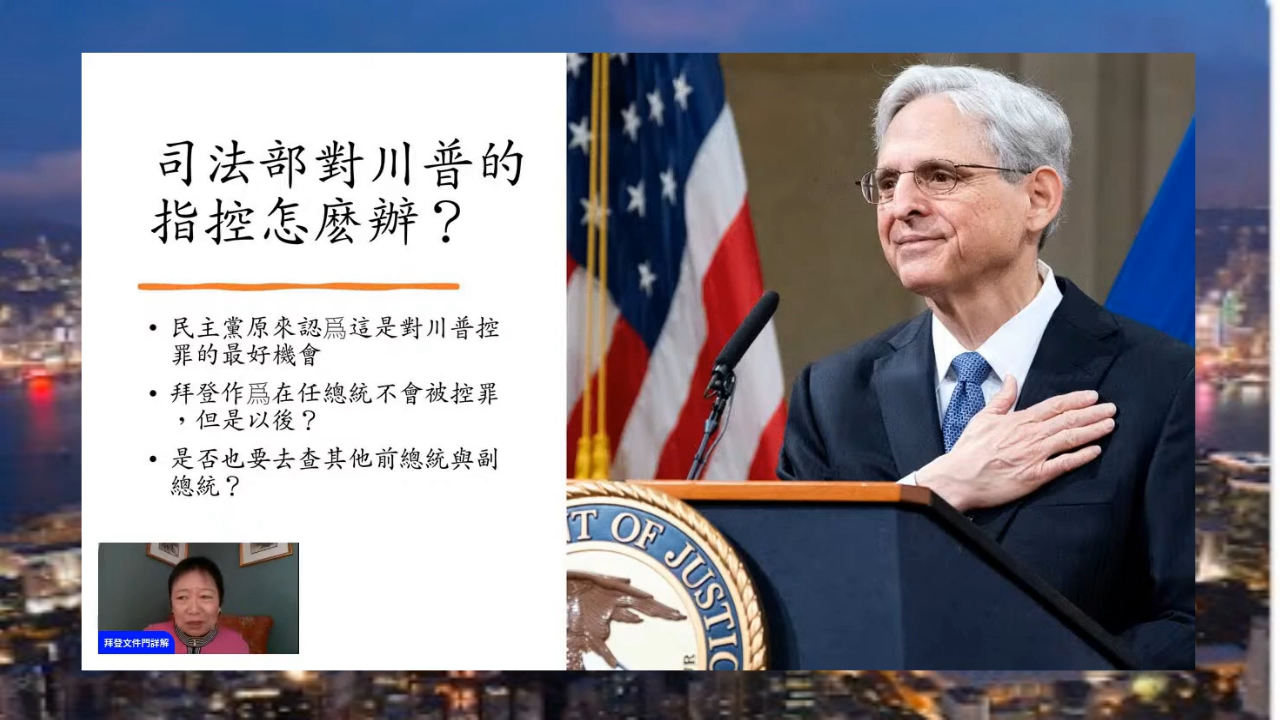 司法部對川普的
指控怎麽辦？
• 民主黨原來認爲這是對川普控
罪的最好機會
• 拜登作爲在任總統不會被控罪
，但是以後？
• 是否也要去查其他前總統與副
總統？
拜登文件門詳解
T OF JUSTIC